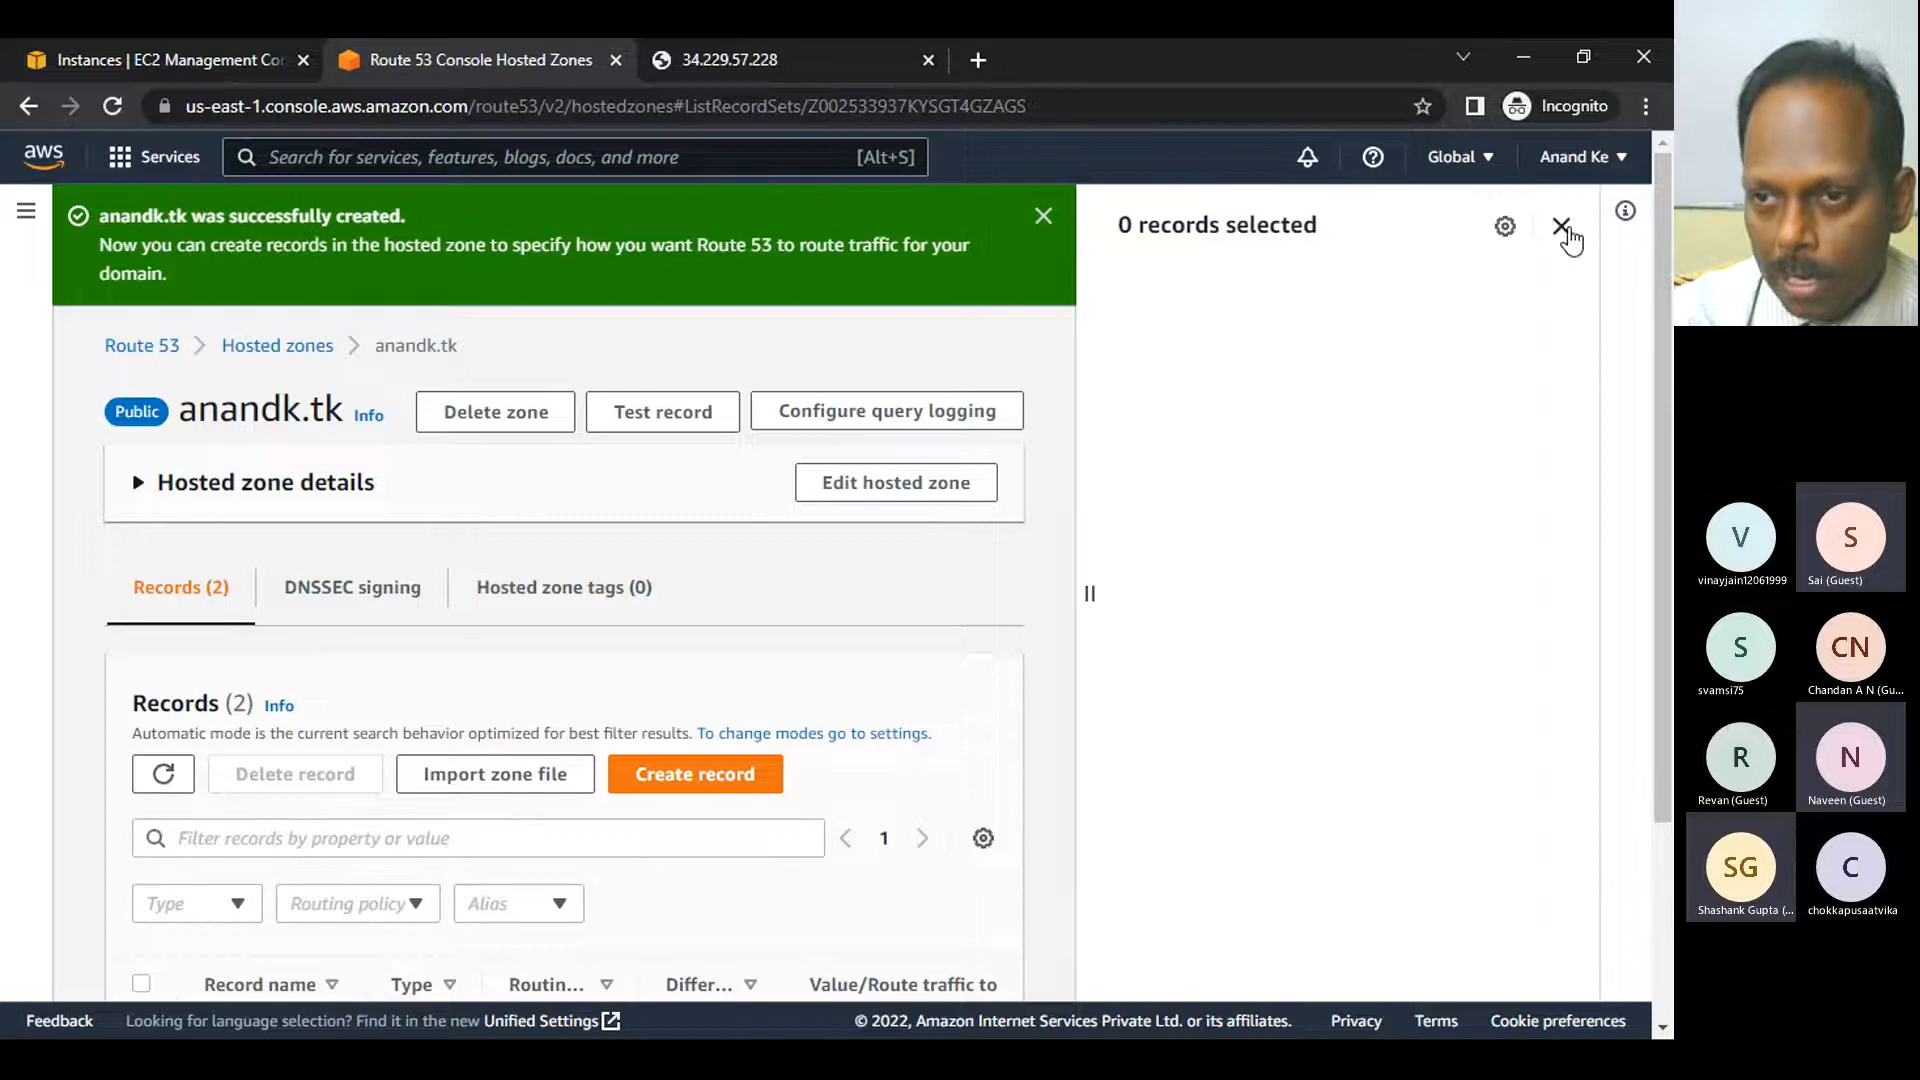 Instances | EC2 Management Co
Route 53 Console Hosted Zones
34.229.57.228
us-east-1.console.aws.amazon.com/route53/v2/hostedzones#ListRecordSets/Z002533937KYSGT4GZAGS
Incognito
aws
Services
Search for services, features, blogs, docs, and more
[Alt+S]
Global
Anand Ke
anandk.tk was successfully created.
Now you can create records in the hosted zone to specify how you want Route 53 to route traffic for your
domain.
0 records selected
Route 53
Hosted zones
anandk.tk
Public
anandk.tk
Info
Delete zone
Test record
Configure query logging
Hosted zone details
Edit hosted zone
Records (2)
DNSSEC signing
Hosted zone tags (0)
Records (2)
Info
Automatic mode is the current search behavior optimized for best filter results. To change modes go to settings.
Delete record
Import zone file
Create record
Filter records by property or value
1
Type
Routing policy
Alias
Record name
Type
Routin...
Differ...
Value/Route traffic to
Feedback
Looking for language selection? Find it in the new Unified Settings
© 2022, Amazon Internet Services Private Ltd. or its affiliates.
Privacy
Terms
Cookie preferences
V
vinayjain12061999
S
Sai (Guest)
S
svamsi75
CN
Chandan A N (Gu...
R
Revan (Guest)
N
Naveen (Guest)
SG
Shashank Gupta (...
C
chokkapusaatvika